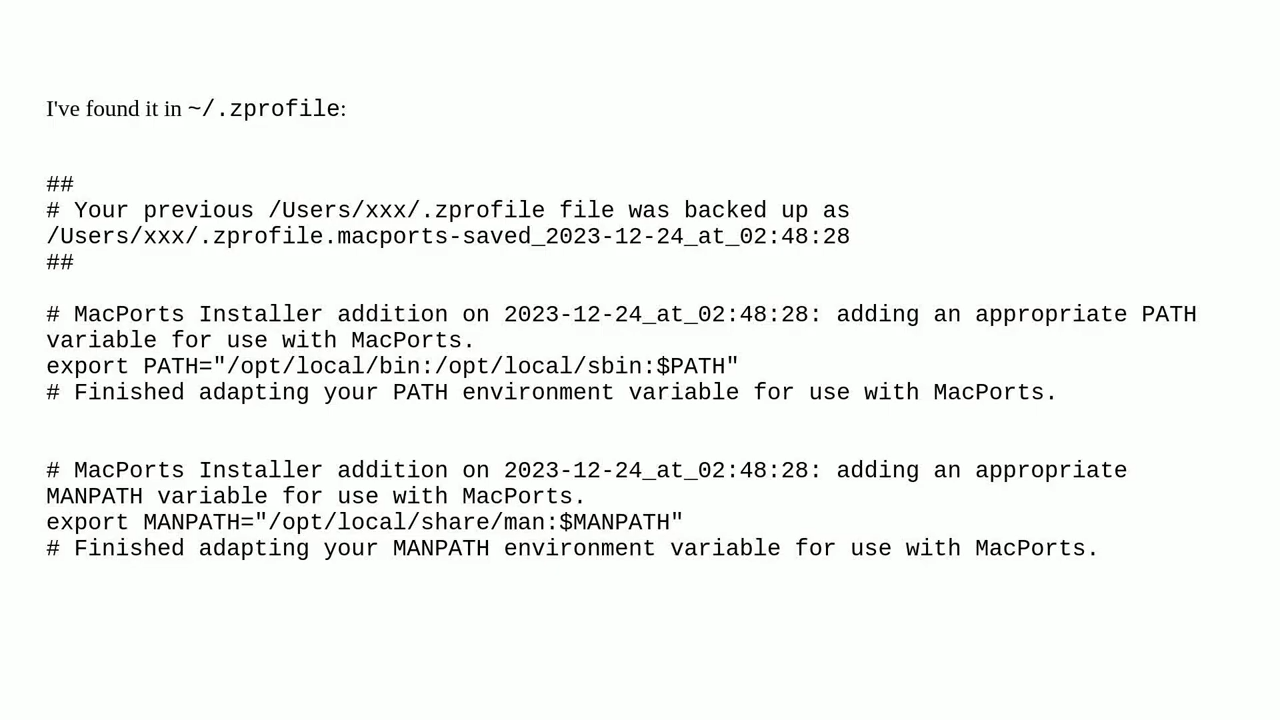 I've found it in ~/.zprofile:
##
# Your previous /Users/xxx/.zprofile file was backed up as
/Users/xxx/.zprofile.macports-saved_2023-12-24_at_02:48:28
##
# MacPorts Installer addition on 2023-12-24_at_02:48:28: adding an appropriate PATH
variable for use with MacPorts.
export PATH="/opt/local/bin:/opt/local/sbin:$PATH"
# Finished adapting your PATH environment variable for use with MacPorts.
# MacPorts Installer addition on 2023-12-24_at_02:48:28: adding an appropriate
MANPATH variable for use with MacPorts.
export MANPATH="/opt/local/share/man:$MANPATH"
# Finished adapting your MANPATH environment variable for use with MacPorts.